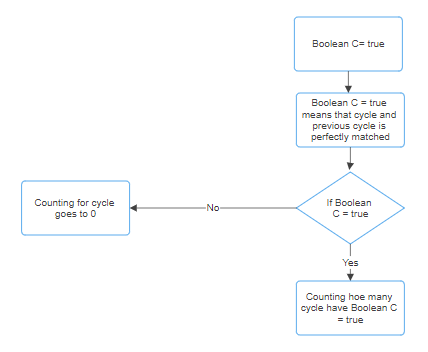 Boolean C= true
Boolean C = true
means that cycle and
previous cycle is
perfectly matched
If Boolean
C = true
No
Counting for cycle
goes to 0
Yes
Counting hoe many
cycle have Boolean C
= true